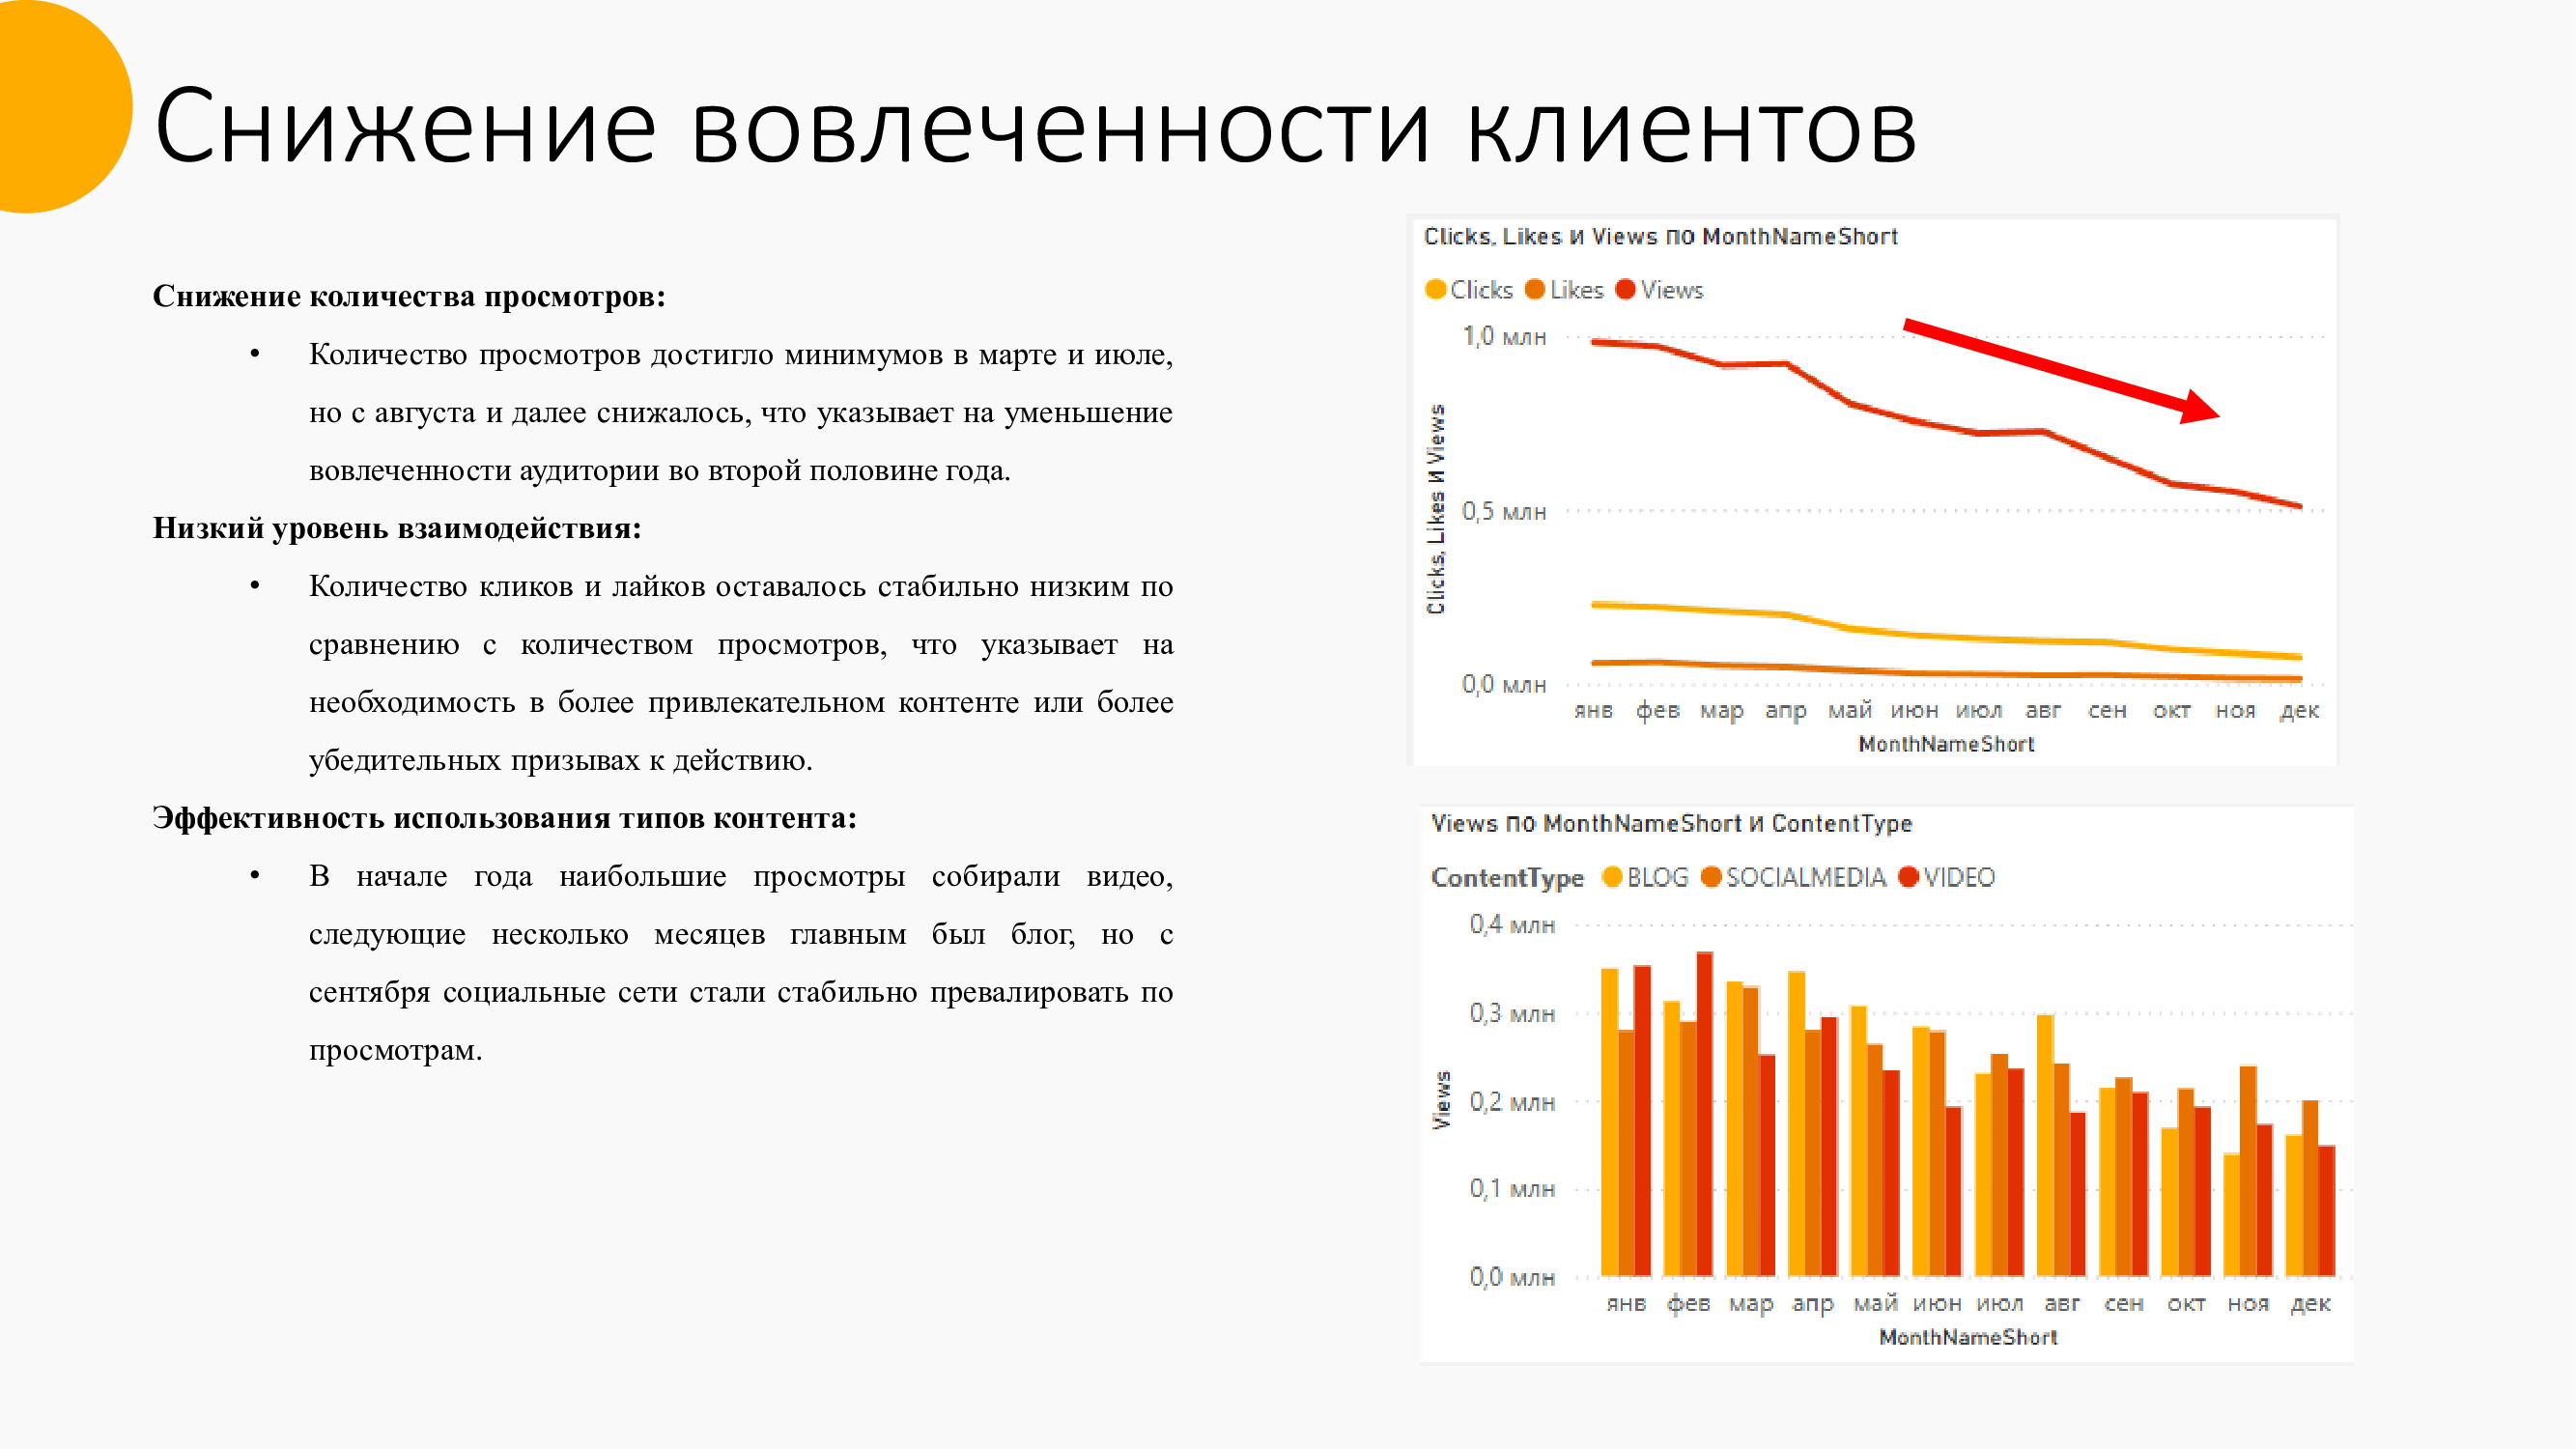 Снижение вовлеченности клиентов
Снижение количества просмотров:
• Количество просмотров достигло минимумов в марте и июле,
но с августа и далее снижалось, что указывает на уменьшение
вовлеченности аудитории во второй половине года.
Низкий уровень взаимодействия:
• Количество кликов и лайков оставалось стабильно низким по
сравнению с количеством просмотров, что указывает на
необходимость в более привлекательном контенте или более
убедительных призывах к действию.
Эффективность использования типов контента:
• В начале года наибольшие просмотры собирали видео,
следующие несколько месяцев главным был блог, но с
сентября социальные сети стали стабильно превалировать по
просмотрам.
Clicks, Likes и Views по MonthNameShort
Clicks Likes Views
Clicks, Likes и Views
1,0 млн
0,5 млн
0,0 млн
янв фев мар апр май июн июл авг сен окт ноя дек
MonthNameShort
Views по MonthNameShort и ContentType
ContentType BLOG SOCIALMEDIA VIDEO
Views
0,4 млн
0,3 млн
0,2 млн
0,1 млн
0,0 млн
янв фев мар апр май июн июл авг сен окт ноя дек
MonthNameShort